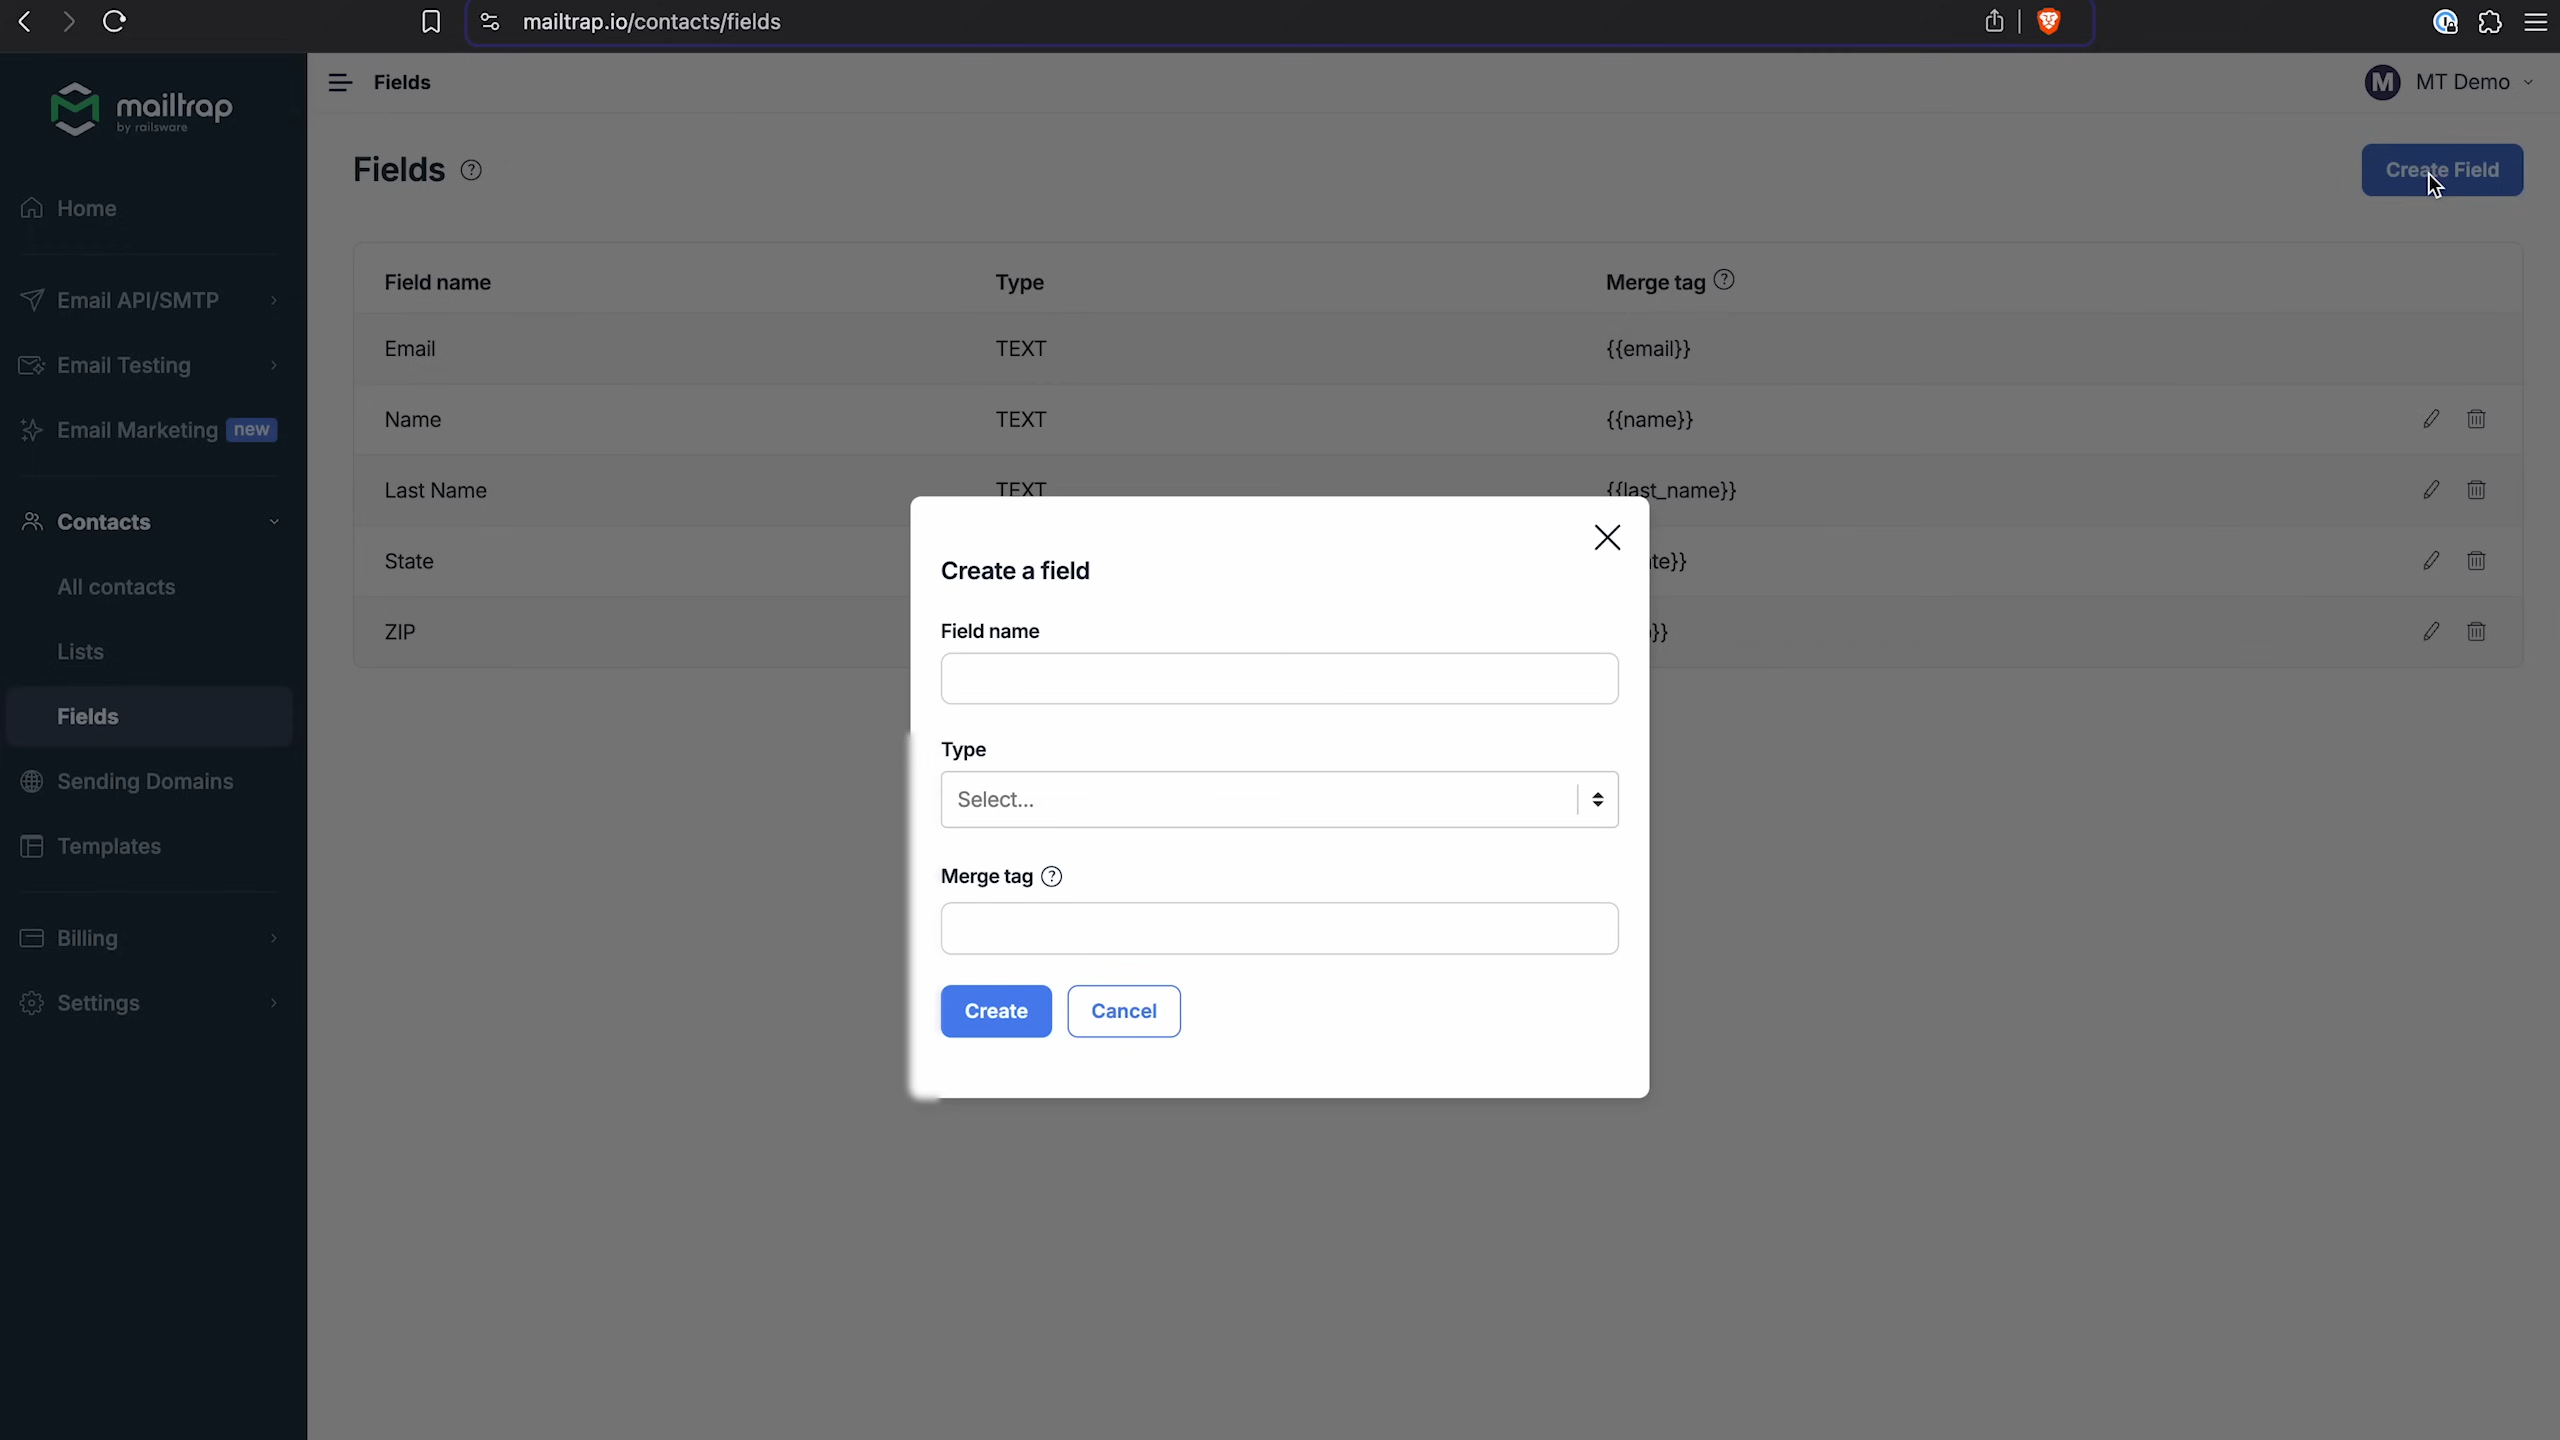 mailtrap.io/contacts/fields
mailtrap
by railsware
Fields
M MT Demo
Home
Email API/SMTP
Email Testing
Email Marketing new
Contacts
All contacts
Lists
Fields
Sending Domains
Templates
Billing
Settings
Fields ?
Create Field
Field name Type Merge tag ?
Email TEXT {{email}}
Name TEXT {{name}}
Last Name TEXT {{last_name}}
State te}}
ZIP }}
Create a field
Field name
Type
Select...
Merge tag ?
Create Cancel